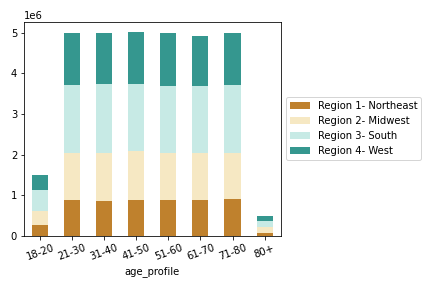 1e6
5
4
3
2
1
0
18-20 21-30 31-40 41-50 51-60 61-70 71-80 80+
age_profile
Region 1- Northeast
Region 2- Midwest
Region 3- South
Region 4- West